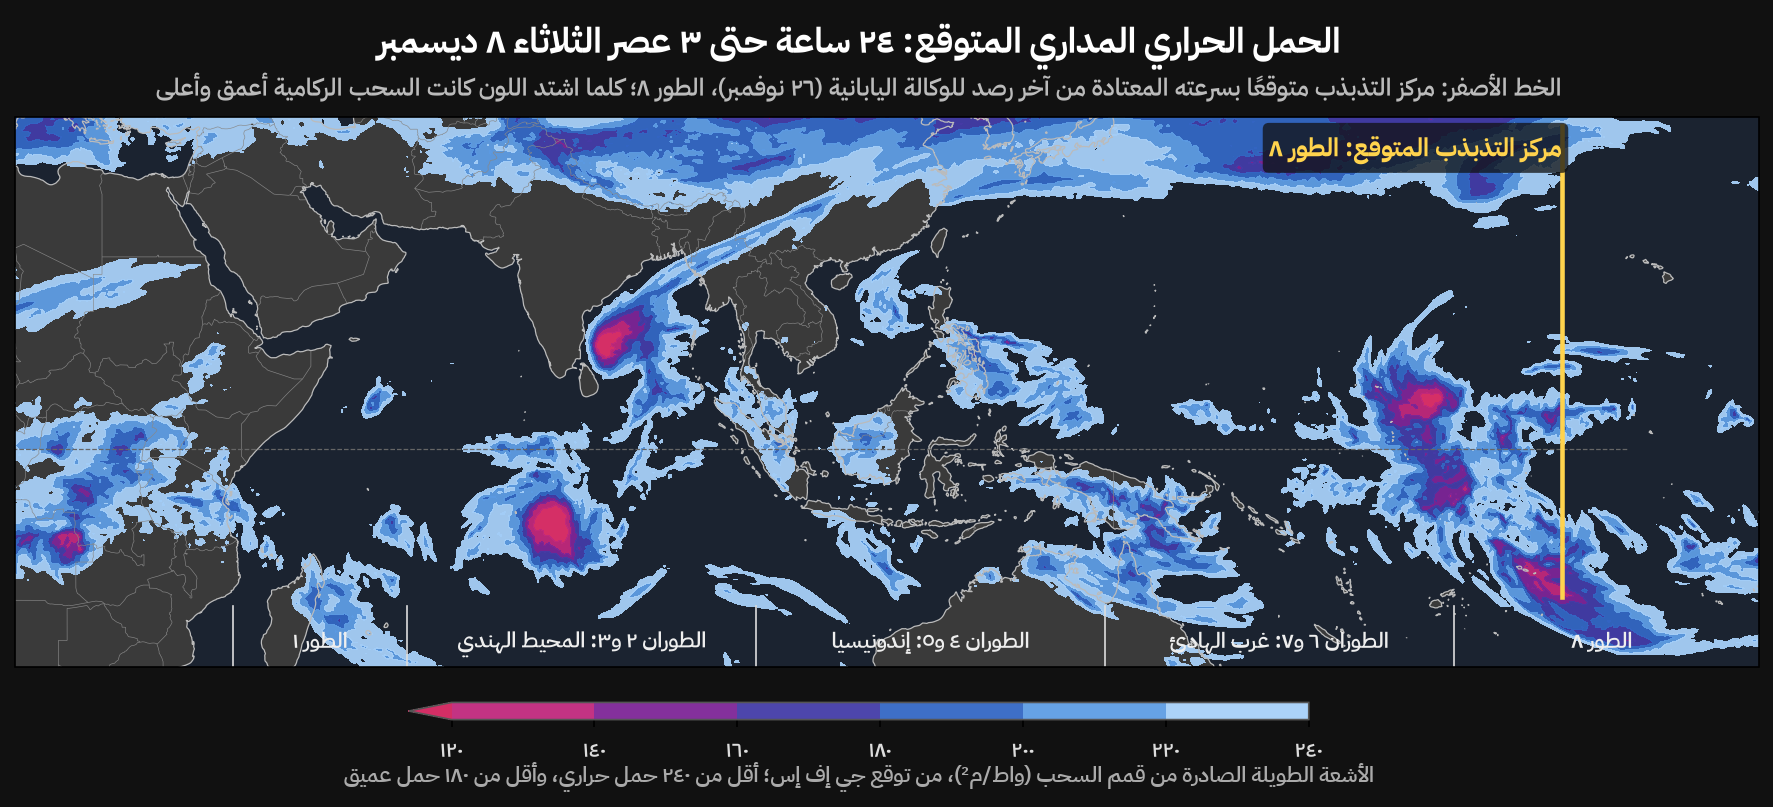 الحمل الحراري المداري المتوقع: ٢٤ ساعة حتى ٣ عصر الثلاثاء ٨ ديسمبر
الخط الأصفر: مركز التذبذب متوقعًا بسرعته المعتادة من آخر رصد للوكالة اليابانية (٢٦ نوفمبر)، الطور ٨؛ كلما اشتد اللون كانت السحب الركامية أعمق وأعلى
مركز التذبذب المتوقع: الطور ٨
الطور ١
الطوران ٢ و٣: المحيط الهندي
الطوران ٤ و٥: إندونيسيا
الطوران ٦ و٧: غرب الهادئ
الطور ٨
١٢٠ ١٤٠ ١٦٠ ١٨٠ ٢٠٠ ٢٢٠ ٢٤٠
الأشعة الطويلة الصادرة من قمم السحب (واط/م²)، من توقع جي إف إس؛ أقل من ٢٤٠ حمل حراري، وأقل من ١٨٠ حمل عميق